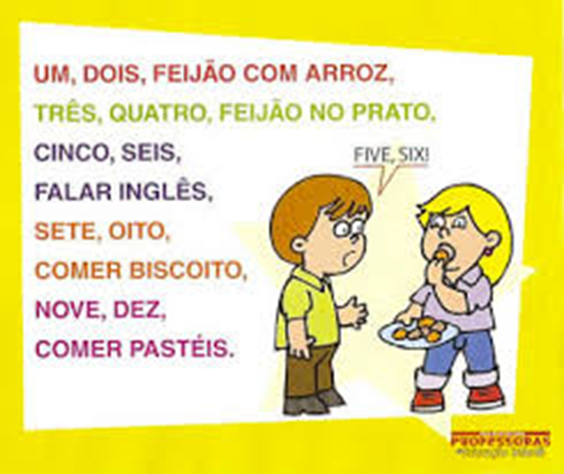 UM, DOIS, FEIJÃO COM ARROZ,
TRÊS, QUATRO, FEIJÃO NO PRATO,
CINCO, SEIS,
FALAR INGLÊS,
FIVE, SIX!
SETE, OITO,
COMER BISCOITO,
NOVE, DEZ,
COMER PASTÉIS.
PROFESSORAS